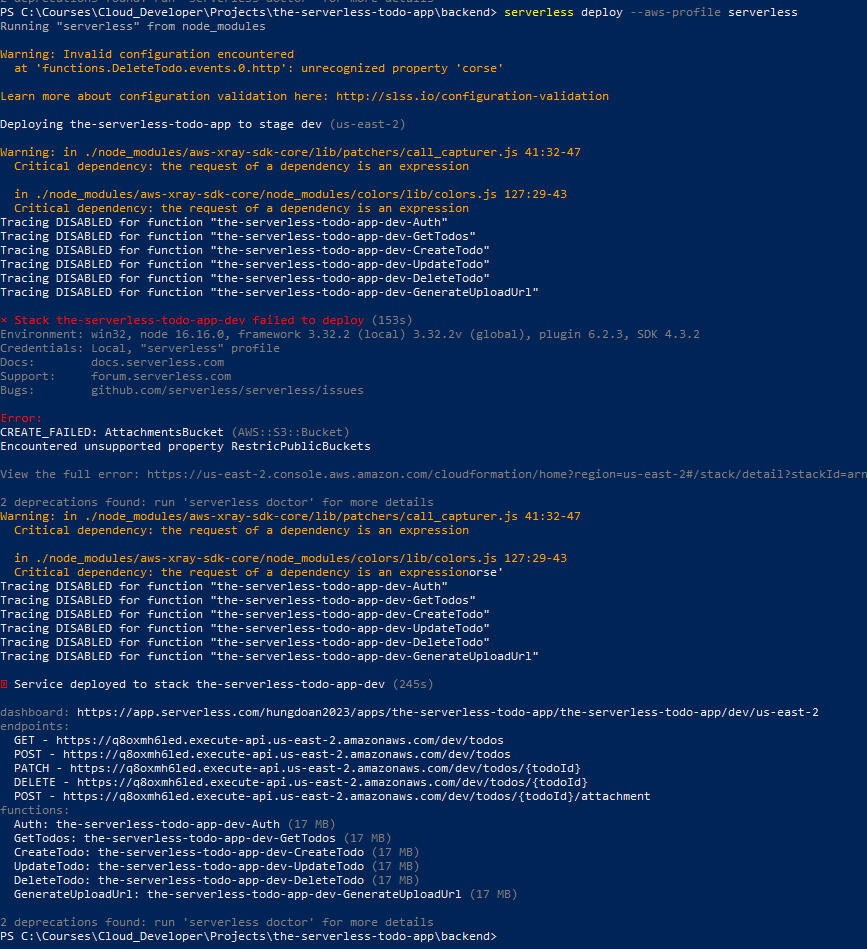 PS C:\Courses\Cloud_Developer\Projects\the-serverless-todo-app\backend> serverless deploy --aws-profile serverless
Running "serverless" from node_modules
Warning: Invalid configuration encountered
  at 'functions.DeleteTodo.events.0.http': unrecognized property 'corse'
Learn more about configuration validation here: http://slss.io/configuration-validation
Deploying the-serverless-todo-app to stage dev (us-east-2)
Warning: in ./node_modules/aws-xray-sdk-core/lib/patchers/call_capturer.js 41:32-47
  Critical dependency: the request of a dependency is an expression
  in ./node_modules/aws-xray-sdk-core/node_modules/colors/lib/colors.js 127:29-43
  Critical dependency: the request of a dependency is an expression
Tracing DISABLED for function "the-serverless-todo-app-dev-Auth"
Tracing DISABLED for function "the-serverless-todo-app-dev-GetTodos"
Tracing DISABLED for function "the-serverless-todo-app-dev-CreateTodo"
Tracing DISABLED for function "the-serverless-todo-app-dev-UpdateTodo"
Tracing DISABLED for function "the-serverless-todo-app-dev-DeleteTodo"
Tracing DISABLED for function "the-serverless-todo-app-dev-GenerateUploadUrl"
× Stack the-serverless-todo-app-dev failed to deploy (153s)
Environment: win32, node 16.16.0, framework 3.32.2 (local) 3.32.2v (global), plugin 6.2.3, SDK 4.3.2
Credentials: Local, "serverless" profile
Docs:        docs.serverless.com
Support:     forum.serverless.com
Bugs:        github.com/serverless/serverless/issues
Error:
CREATE_FAILED: AttachmentsBucket (AWS::S3::Bucket)
Encountered unsupported property RestricPublicBuckets
View the full error: https://us-east-2.console.aws.amazon.com/cloudformation/home?region=us-east-2#/stack/detail?stackId=arn
2 deprecations found: run 'serverless doctor' for more details
Warning: in ./node_modules/aws-xray-sdk-core/lib/patchers/call_capturer.js 41:32-47
  Critical dependency: the request of a dependency is an expression
  in ./node_modules/aws-xray-sdk-core/node_modules/colors/lib/colors.js 127:29-43
  Critical dependency: the request of a dependency is an expressionorse'
Tracing DISABLED for function "the-serverless-todo-app-dev-Auth"
Tracing DISABLED for function "the-serverless-todo-app-dev-GetTodos"
Tracing DISABLED for function "the-serverless-todo-app-dev-CreateTodo"
Tracing DISABLED for function "the-serverless-todo-app-dev-UpdateTodo"
Tracing DISABLED for function "the-serverless-todo-app-dev-DeleteTodo"
Tracing DISABLED for function "the-serverless-todo-app-dev-GenerateUploadUrl"
Service deployed to stack the-serverless-todo-app-dev (245s)
dashboard: https://app.serverless.com/hungdoan2023/apps/the-serverless-todo-app/the-serverless-todo-app/dev/us-east-2
endpoints:
  GET - https://q8oxmh6led.execute-api.us-east-2.amazonaws.com/dev/todos
  POST - https://q8oxmh6led.execute-api.us-east-2.amazonaws.com/dev/todos
  PATCH - https://q8oxmh6led.execute-api.us-east-2.amazonaws.com/dev/todos/{todoId}
  DELETE - https://q8oxmh6led.execute-api.us-east-2.amazonaws.com/dev/todos/{todoId}
  POST - https://q8oxmh6led.execute-api.us-east-2.amazonaws.com/dev/todos/{todoId}/attachment
functions:
  Auth: the-serverless-todo-app-dev-Auth (17 MB)
  GetTodos: the-serverless-todo-app-dev-GetTodos (17 MB)
  CreateTodo: the-serverless-todo-app-dev-CreateTodo (17 MB)
  UpdateTodo: the-serverless-todo-app-dev-UpdateTodo (17 MB)
  DeleteTodo: the-serverless-todo-app-dev-DeleteTodo (17 MB)
  GenerateUploadUrl: the-serverless-todo-app-dev-GenerateUploadUrl (17 MB)
2 deprecations found: run 'serverless doctor' for more details
PS C:\Courses\Cloud_Developer\Projects\the-serverless-todo-app\backend>